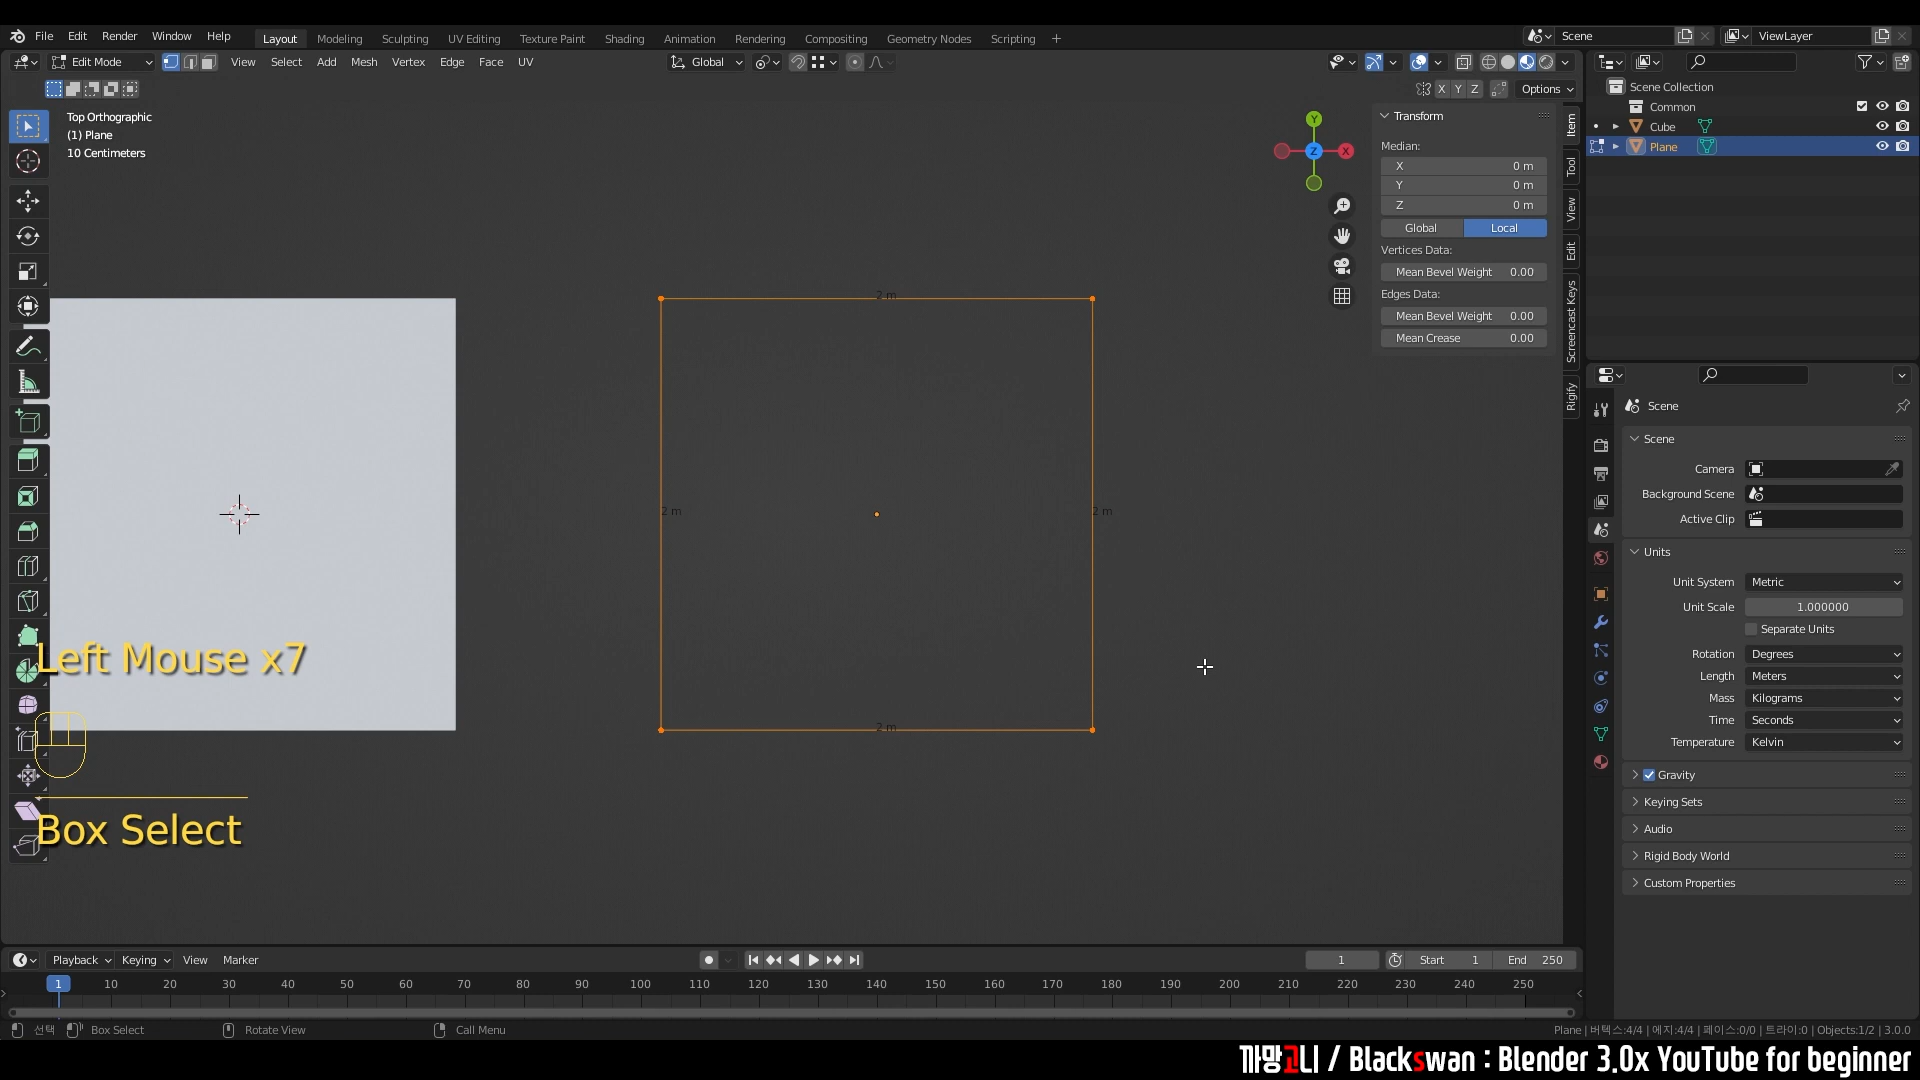 File Edit Render Window Help Layout Modeling Sculpting UV Editing Texture Paint Shading Animation Rendering Compositing Geometry Nodes Scripting + Scene ViewLayer
Edit Mode View Select Add Mesh Vertex Edge Face UV Global
X Y Z Options
Top Orthographic
(1) Plane
10 Centimeters
Y
Z
X
2 m
2 m
2 m
2 m
Transform
Median:
X 0 m
Y 0 m
Z 0 m
Global Local
Vertices Data:
Mean Bevel Weight 0.00
Edges Data:
Mean Bevel Weight 0.00
Mean Crease 0.00
Item
Tool
View
Edit
Screencast Keys
Rigify
Scene Collection
Common
Cube
Plane
Scene
Scene
Camera
Background Scene
Active Clip
Units
Unit System Metric
Unit Scale 1.000000
Separate Units
Rotation Degrees
Length Meters
Mass Kilograms
Time Seconds
Temperature Kelvin
Gravity
Keying Sets
Audio
Rigid Body World
Custom Properties
Left Mouse x7
Box Select
Playback Keying View Marker 1 Start 1 End 250
1 10 20 30 40 50 60 70 80 90 100 110 120 130 140 150 160 170 180 190 200 210 220 230 240 250
선택 Box Select Rotate View Call Menu Plane | 버텍스:4/4 | 에지:4/4 | 페이스:0/0 | 트라이:0 | Objects:1/2 | 3.0.0
까망고니 / Blackswan : Blender 3.0x YouTube for beginner